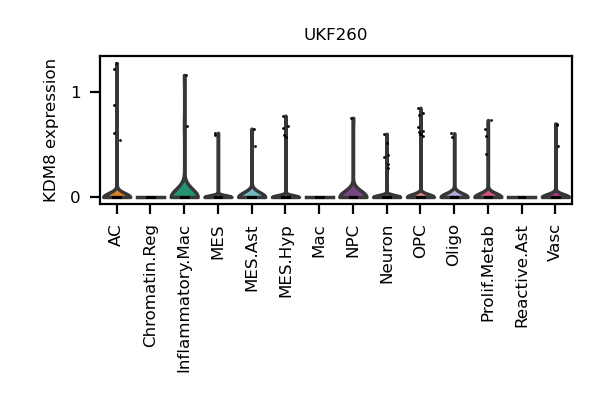 UKF260
KDM8 expression
1
0
AC
Chromatin.Reg
Inflammatory.Mac
MES
MES.Ast
MES.Hyp
Mac
NPC
Neuron
OPC
Oligo
Prolif.Metab
Reactive.Ast
Vasc